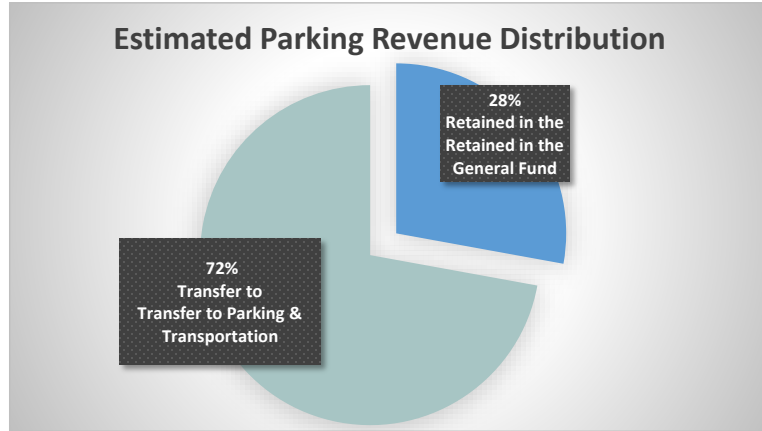 Estimated Parking Revenue Distribution
28%
Retained in the
Retained in the
General Fund
72%
Transfer to
Transfer to Parking &
Transportation